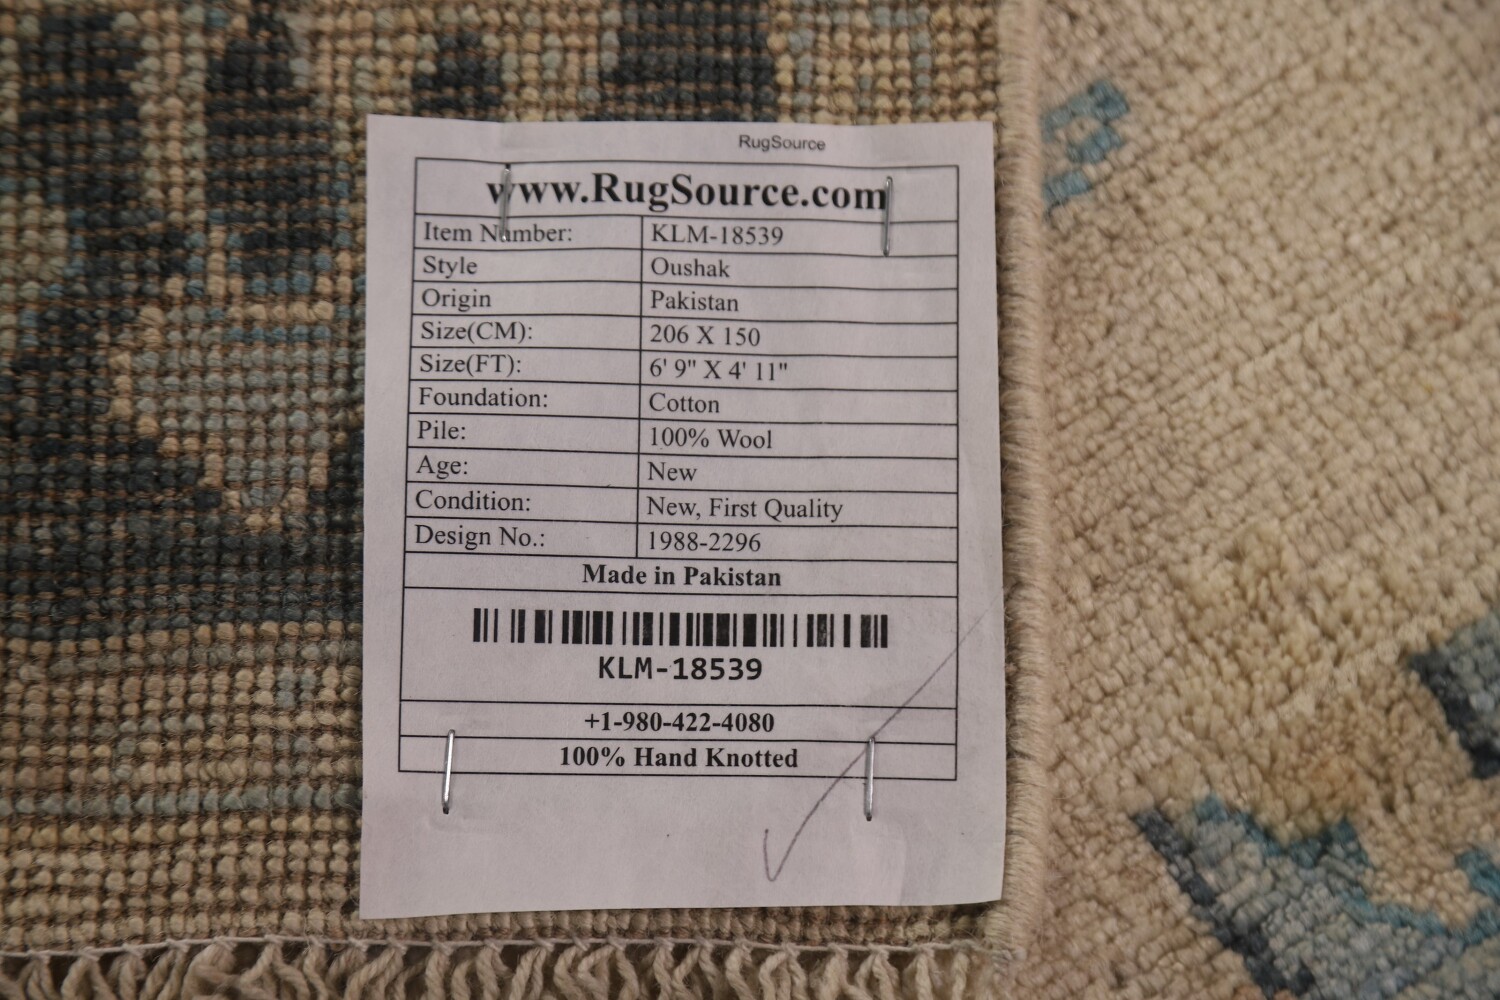 RugSource
www.RugSource.com
Item Number: KLM-18539
Style Oushak
Origin Pakistan
Size(CM): 206 X 150
Size(FT): 6' 9" X 4' 11"
Foundation: Cotton
Pile: 100% Wool
Age: New
Condition: New, First Quality
Design No.: 1988-2296
Made in Pakistan
KLM-18539
+1-980-422-4080
100% Hand Knotted